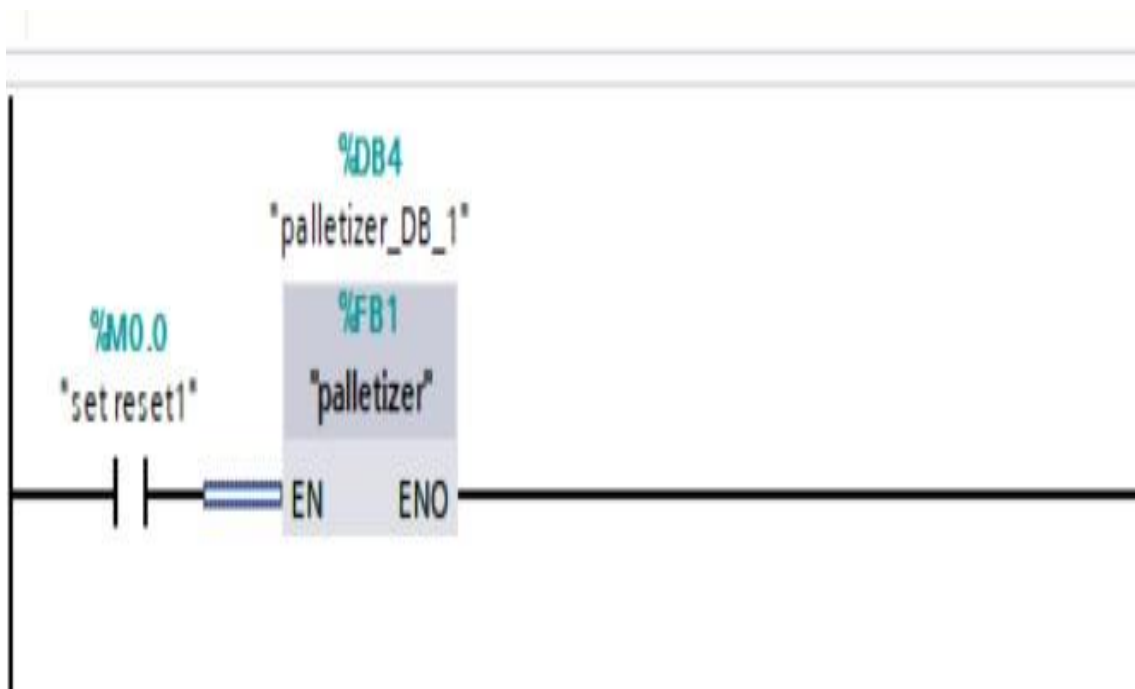 %DB4
"palletizer_DB_1"
%FB1
"palletizer"
%M0.0
"set reset1"
EN ENO